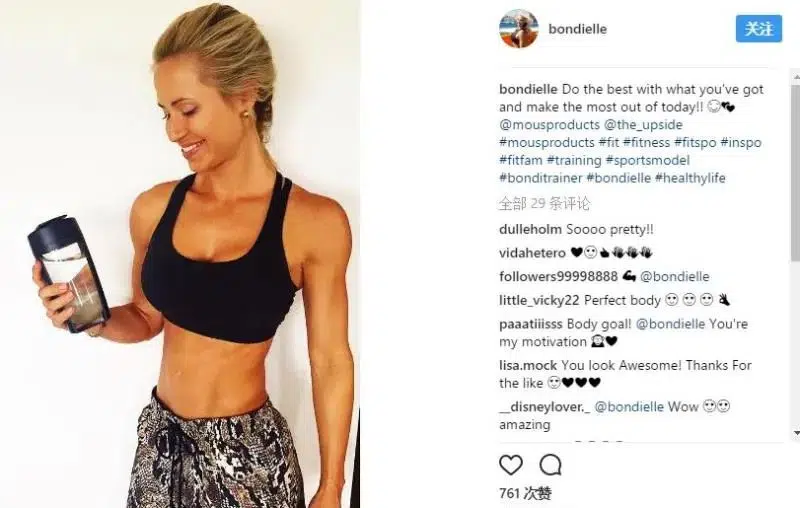 bondielle
关注
bondielle Do the best with what you've got
and make the most out of today!!
@mousproducts @the_upside
#mousproducts #fit #fitness #fitspo #inspo
#fitfam #training #sportsmodel
#bonditrainer #bondielle #healthylife
全部 29 条评论
dulleholm Soooo pretty!!
vidahetero
followers99998888 @bondielle
little_vicky22 Perfect body
paaatiiisss Body goal! @bondielle You're
my motivation
lisa.mock You look Awesome! Thanks For
the like
__disneylover._ @bondielle Wow
amazing
761 次赞